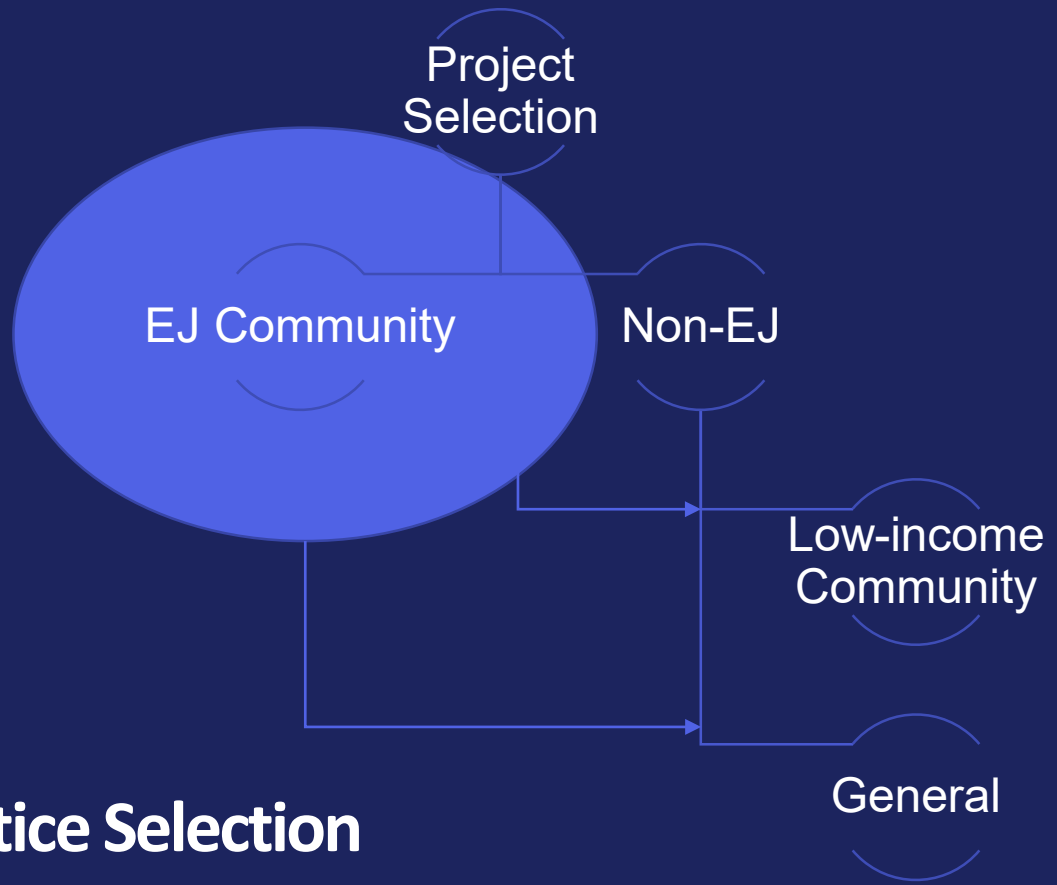 Project
Selection
EJ Community
Non-EJ
Low-income
Community
General
tice Selection